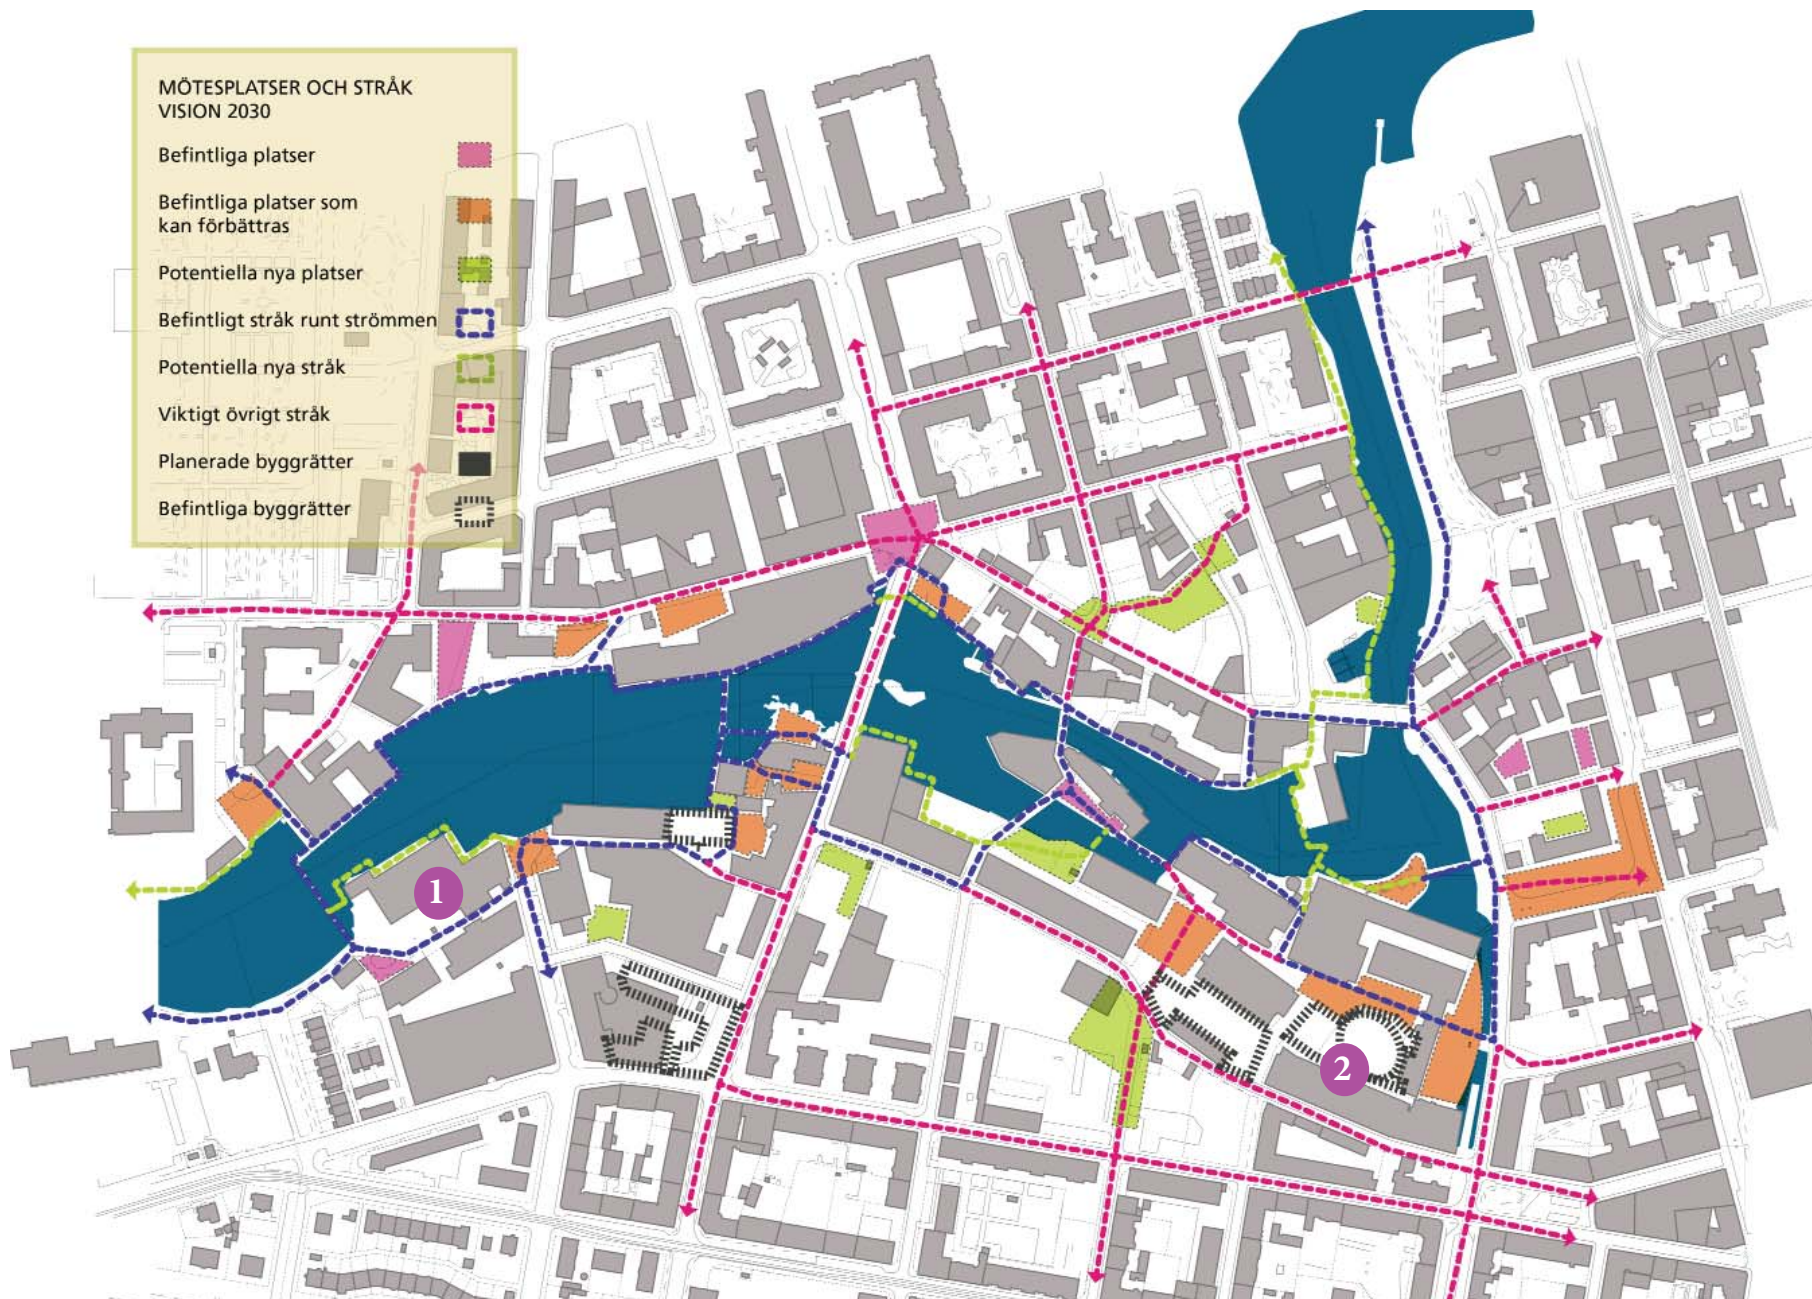 MÖTESPLATSER OCH STRÅK
VISION 2030
Befintliga platser
Befintliga platser som
kan förbättras
Potentiella nya platser
Befintligt stråk runt strömmen
Potentiella nya stråk
Viktigt övrigt stråk
Planerade byggrätter
Befintliga byggrätter
1
2